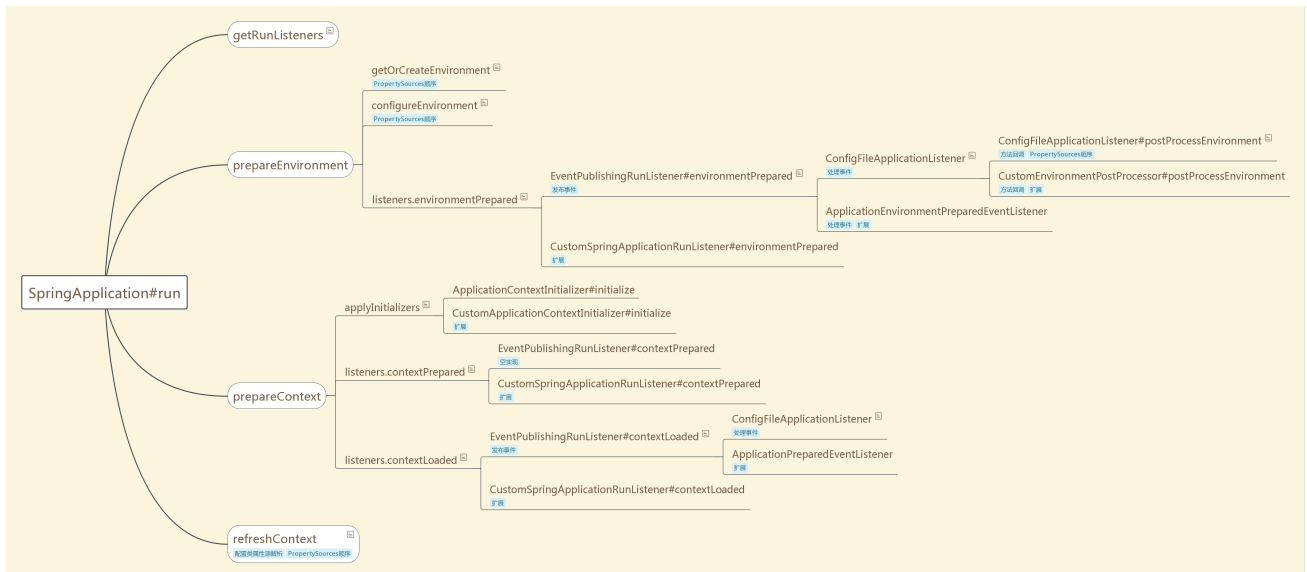 SpringApplication#run
getRunListeners
prepareEnvironment
getOrCreateEnvironment
PropertySources顺序
configureEnvironment
PropertySources顺序
listeners.environmentPrepared
EventPublishingRunListener#environmentPrepared
发布事件
ConfigFileApplicationListener
处理事件
ConfigFileApplicationListener#postProcessEnvironment
方法回调 PropertySources顺序
CustomEnvironmentPostProcessor#postProcessEnvironment
方法回调 扩展
ApplicationEnvironmentPreparedEventListener
处理事件 扩展
CustomSpringApplicationRunListener#environmentPrepared
扩展
prepareContext
applyInitializers
ApplicationContextInitializer#initialize
CustomApplicationContextInitializer#initialize
扩展
listeners.contextPrepared
EventPublishingRunListener#contextPrepared
空实现
CustomSpringApplicationRunListener#contextPrepared
扩展
listeners.contextLoaded
EventPublishingRunListener#contextLoaded
发布事件
ConfigFileApplicationListener
处理事件
ApplicationPreparedEventListener
扩展
CustomSpringApplicationRunListener#contextLoaded
扩展
refreshContext
配置类属性源解析 PropertySources顺序